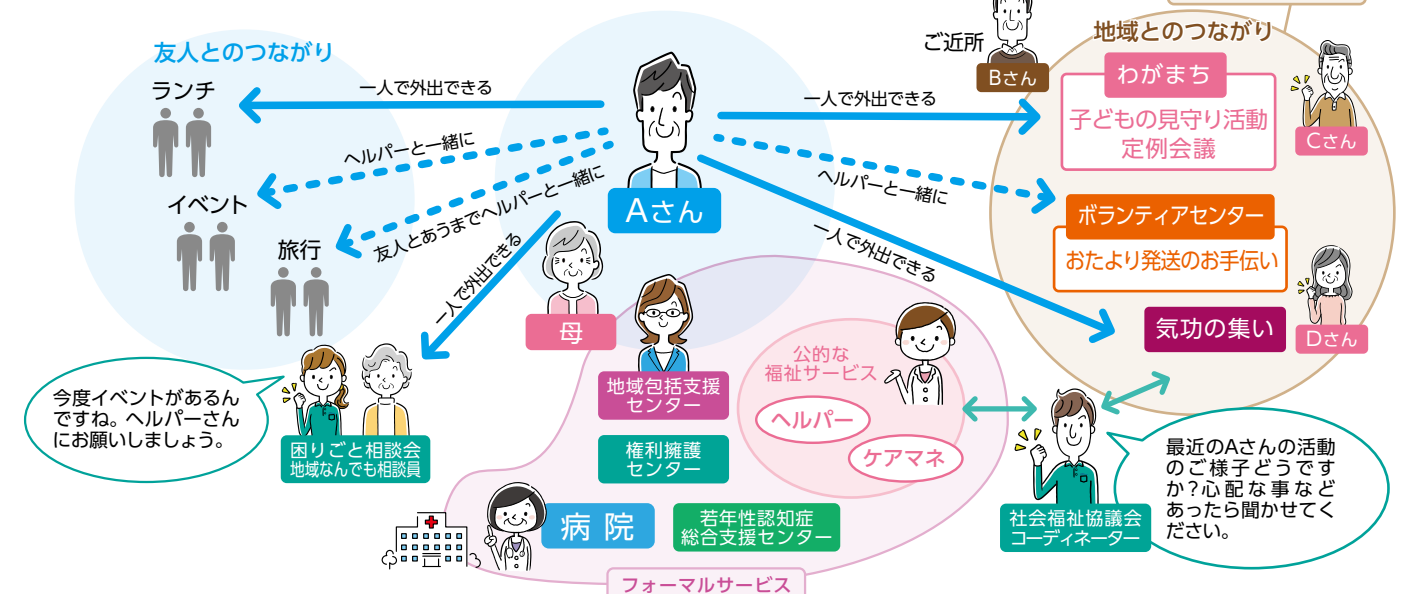 友人とのつながり
ランチ
一人で外出できる
ヘルパーと一緒に
イベント
友人とあうまでヘルパーと一緒に
旅行
一人で外出できる
Aさん
母
ご近所
Bさん
地域とのつながり
一人で外出できる
わがまち
子どもの見守り活動
定例会議
Cさん
ヘルパーと一緒に
ボランティアセンター
おたより発送のお手伝い
一人で外出できる
気功の集い
Dさん
今度イベントがあるん
ですね。ヘルパーさん
にお願いしましょう。
困りごと相談会
地域なんでも相談員
地域包括支援
センター
権利擁護
センター
公的な
福祉サービス
ヘルパー
ケアマネ
病院
若年性認知症
総合支援センター
フォーマルサービス
社会福祉協議会
コーディネーター
最近のAさんの活動
のご様子どうです
か?心配な事など
あったら聞かせてく
ださい。